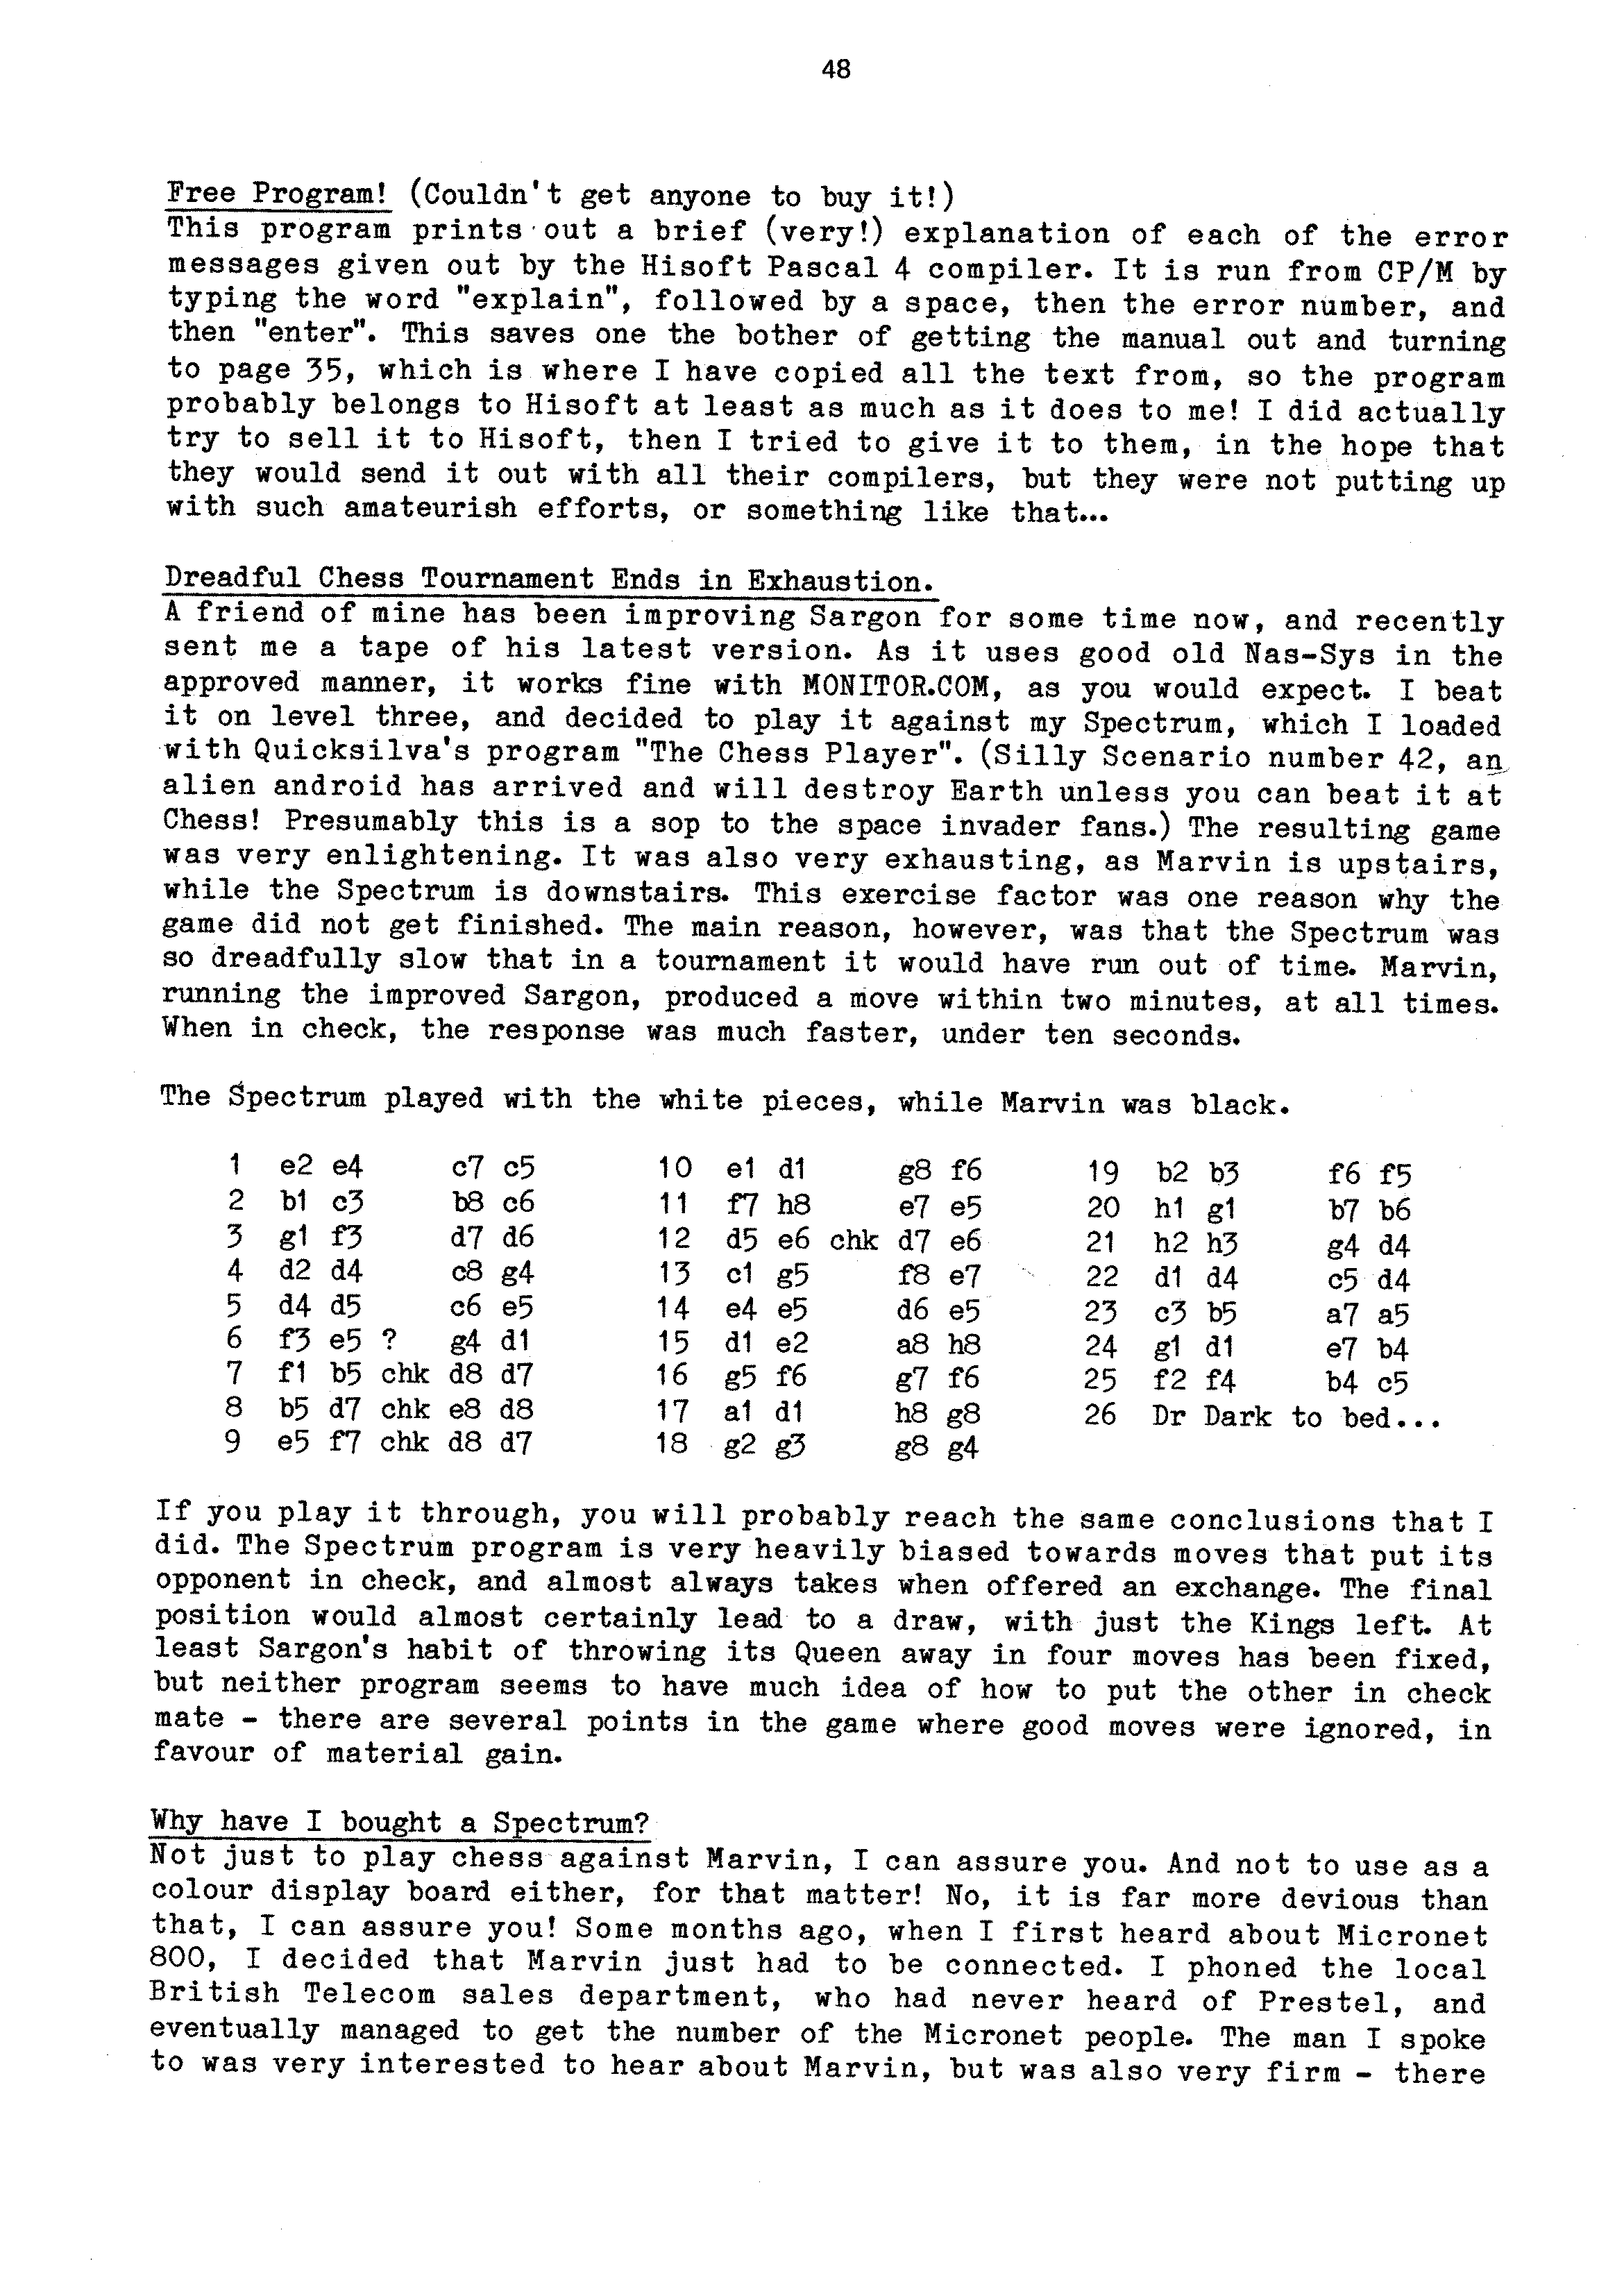 48
Free Program! (Couldn't get anyone to buy it!)
This program prints out a brief (very!) explanation of each of the error
messages given out by the Hisoft Pascal 4 compiler. It is run from CP/M by
typing the word "explain", followed by a space, then the error number, and
then "enter". This saves one the bother of getting the manual out and turning
to page 35, which is where I have copied all the text from, so the program
probably belongs to Hisoft at least as much as it does to me! I did actually
try to sell it to Hisoft, then I tried to give it to them, in the hope that
they would send it out with all their compilers, but they were not putting up
with such amateurish efforts, or something like that...
Dreadful Chess Tournament Ends in Exhaustion.
A friend of mine has been improving Sargon for some time now, and recently
sent me a tape of his latest version. As it uses good old Nas-Sys in the
approved manner, it works fine with MONITOR.COM, as you would expect. I beat
it on level three, and decided to play it against my Spectrum, which I loaded
with Quicksilva's program "The Chess Player". (Silly Scenario number 42, an
alien android has arrived and will destroy Earth unless you can beat it at
Chess! Presumably this is a sop to the space invader fans.) The resulting game
was very enlightening. It was also very exhausting, as Marvin is upstairs,
while the Spectrum is downstairs. This exercise factor was one reason why the
game did not get finished. The main reason, however, was that the Spectrum was
so dreadfully slow that in a tournament it would have run out of time. Marvin,
running the improved Sargon, produced a move within two minutes, at all times.
When in check, the response was much faster, under ten seconds.
The Spectrum played with the white pieces, while Marvin was black.
1 e2 e4 c7 c5 10 e1 d1 g8 f6 19 b2 b3 f6 f5
2 b1 c3 b8 c6 11 f7 h8 e7 e5 20 h1 g1 b7 b6
3 g1 f3 d7 d6 12 d5 e6 chk d7 e6 21 h2 h3 g4 d4
4 d2 d4 c8 g4 13 c1 g5 f8 e7 22 d1 d4 c5 d4
5 d4 d5 c6 e5 14 e4 e5 d6 e5 23 c3 b5 a7 a5
6 f3 e5 ? g4 d1 15 d1 e2 a8 h8 24 g1 d1 e7 b4
7 f1 b5 chk d8 d7 16 g5 f6 g7 f6 25 f2 f4 b4 c5
8 b5 d7 chk e8 d8 17 a1 d1 h8 g8 26 Dr Dark to bed...
9 e5 f7 chk d8 d7 18 g2 g3 g8 g4
If you play it through, you will probably reach the same conclusions that I
did. The Spectrum program is very heavily biased towards moves that put its
opponent in check, and almost always takes when offered an exchange. The final
position would almost certainly lead to a draw, with just the Kings left. At
least Sargon's habit of throwing its Queen away in four moves has been fixed,
but neither program seems to have much idea of how to put the other in check
mate - there are several points in the game where good moves were ignored, in
favour of material gain.
Why have I bought a Spectrum?
Not just to play chess against Marvin, I can assure you. And not to use as a
colour display board either, for that matter! No, it is far more devious than
that, I can assure you! Some months ago, when I first heard about Micronet
800, I decided that Marvin just had to be connected. I phoned the local
British Telecom sales department, who had never heard of Prestel, and
eventually managed to get the number of the Micronet people. The man I spoke
to was very interested to hear about Marvin, but was also very firm - there